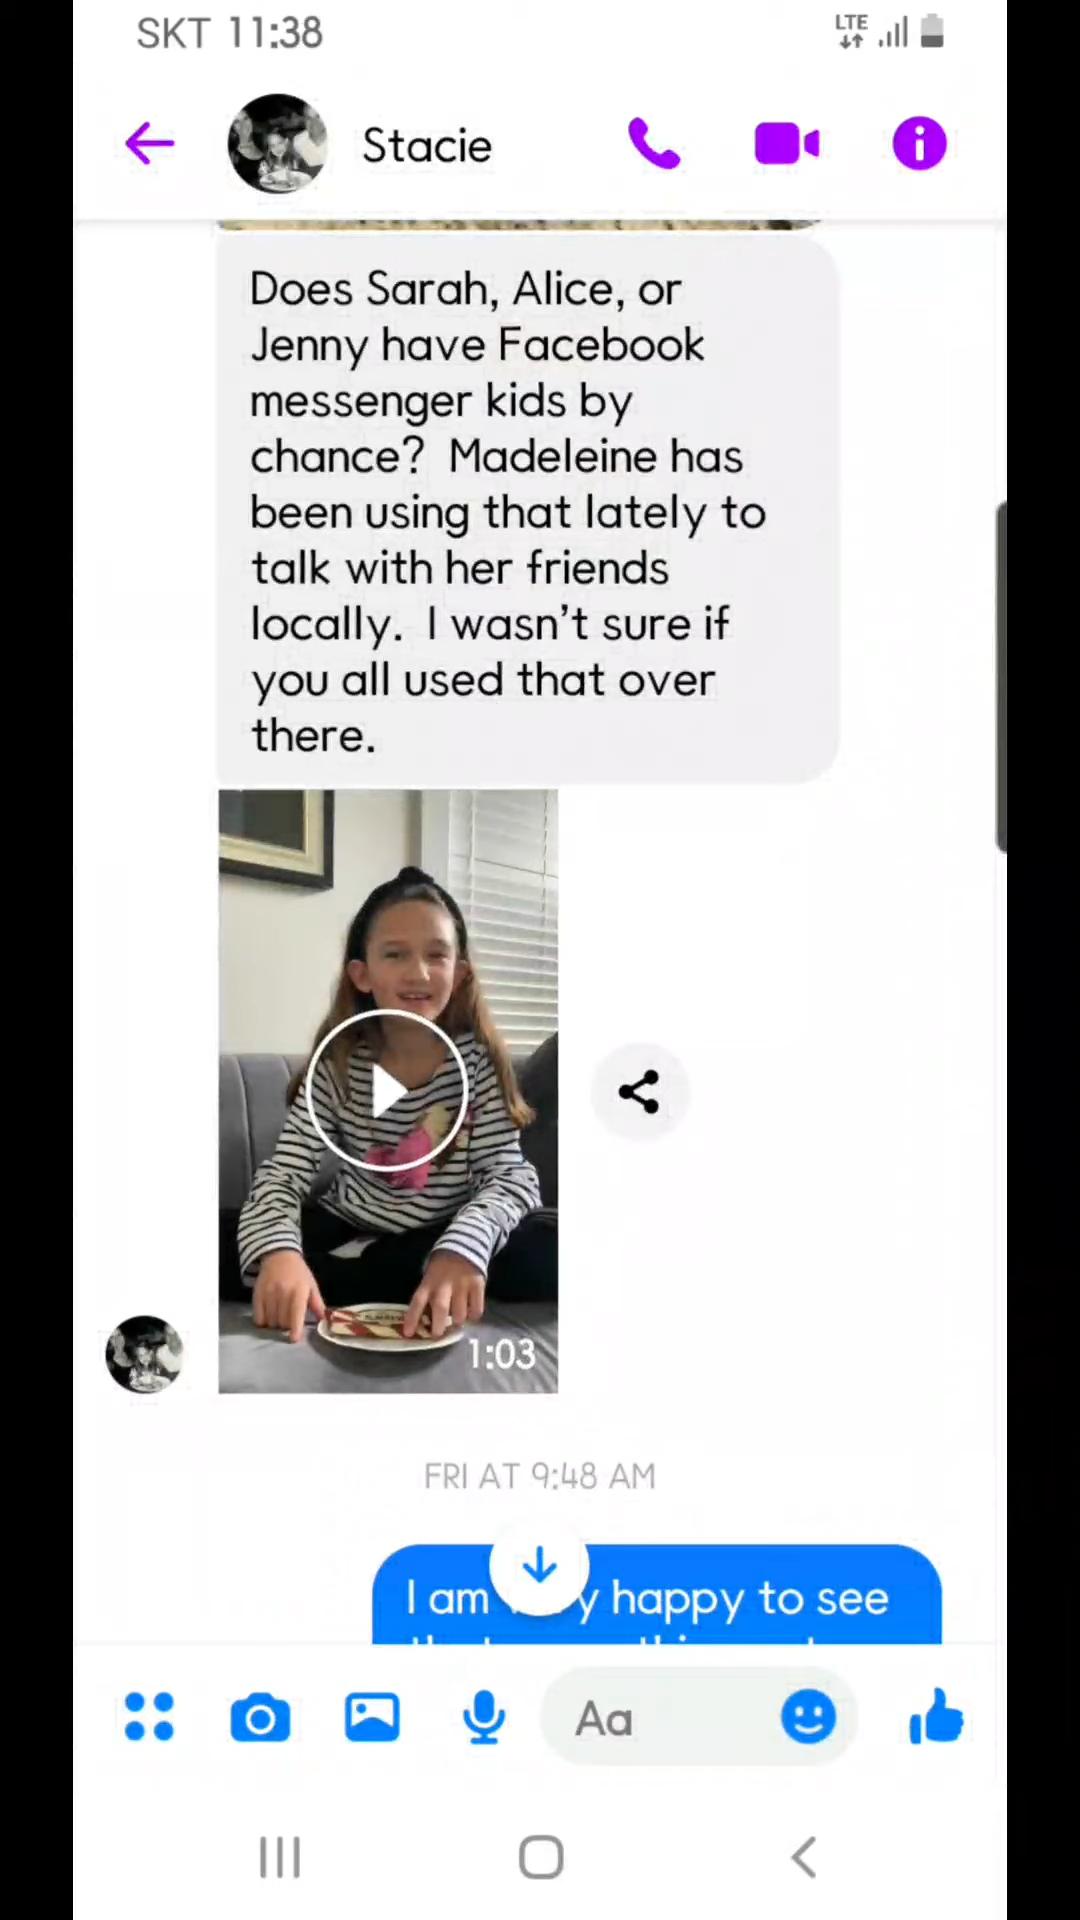 SKT 11:38
LTE
Stacie
Does Sarah, Alice, or
Jenny have Facebook
messenger kids by
chance?  Madeleine has
been using that lately to
talk with her friends
locally.  I wasn't sure if
you all used that over
there.
1:03
FRI AT 9:48 AM
I am
happy to see
Aa